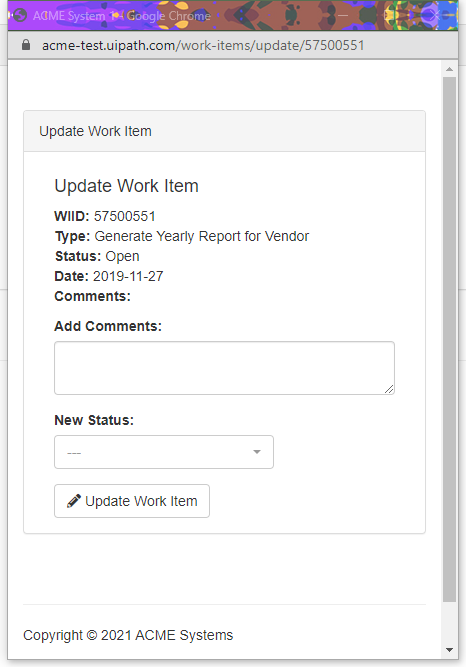 ACME System 1 - Google Chrome
acme-test.uipath.com/work-items/update/57500551
Update Work Item
Update Work Item
WIID: 57500551
Type: Generate Yearly Report for Vendor
Status: Open
Date: 2019-11-27
Comments:
Add Comments:
New Status:
---
Update Work Item
Copyright © 2021 ACME Systems